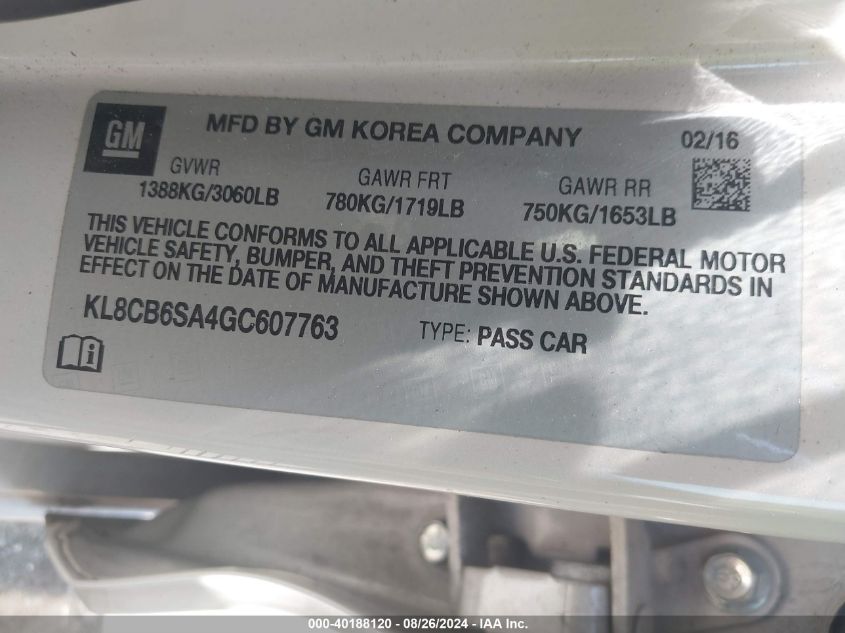 GM
MFD BY GM KOREA COMPANY
02/16
GVWR
1388KG/3060LB
GAWR FRT
780KG/1719LB
GAWR RR
750KG/1653LB
THIS VEHICLE CONFORMS TO ALL APPLICABLE U.S. FEDERAL MOTOR
VEHICLE SAFETY, BUMPER, AND THEFT PREVENTION STANDARDS IN
EFFECT ON THE DATE OF MANUFACTURE SHOWN ABOVE.
KL8CB6SA4GC607763
TYPE: PASS CAR
000-40188120 - 08/26/2024 - IAA Inc.